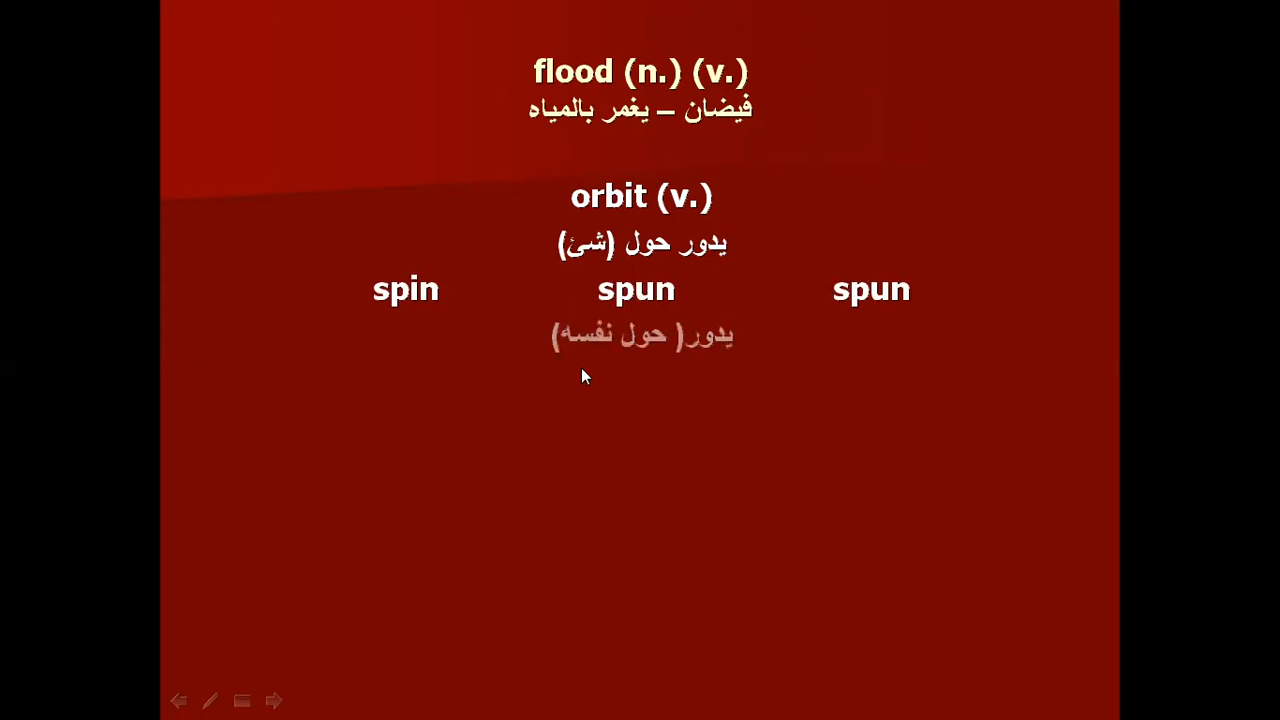 flood (n.) (v.)
فيضان – يغمر بالمياه
orbit (v.)
يدور حول (شئ)
spin spun spun
يدور( حول نفسه)